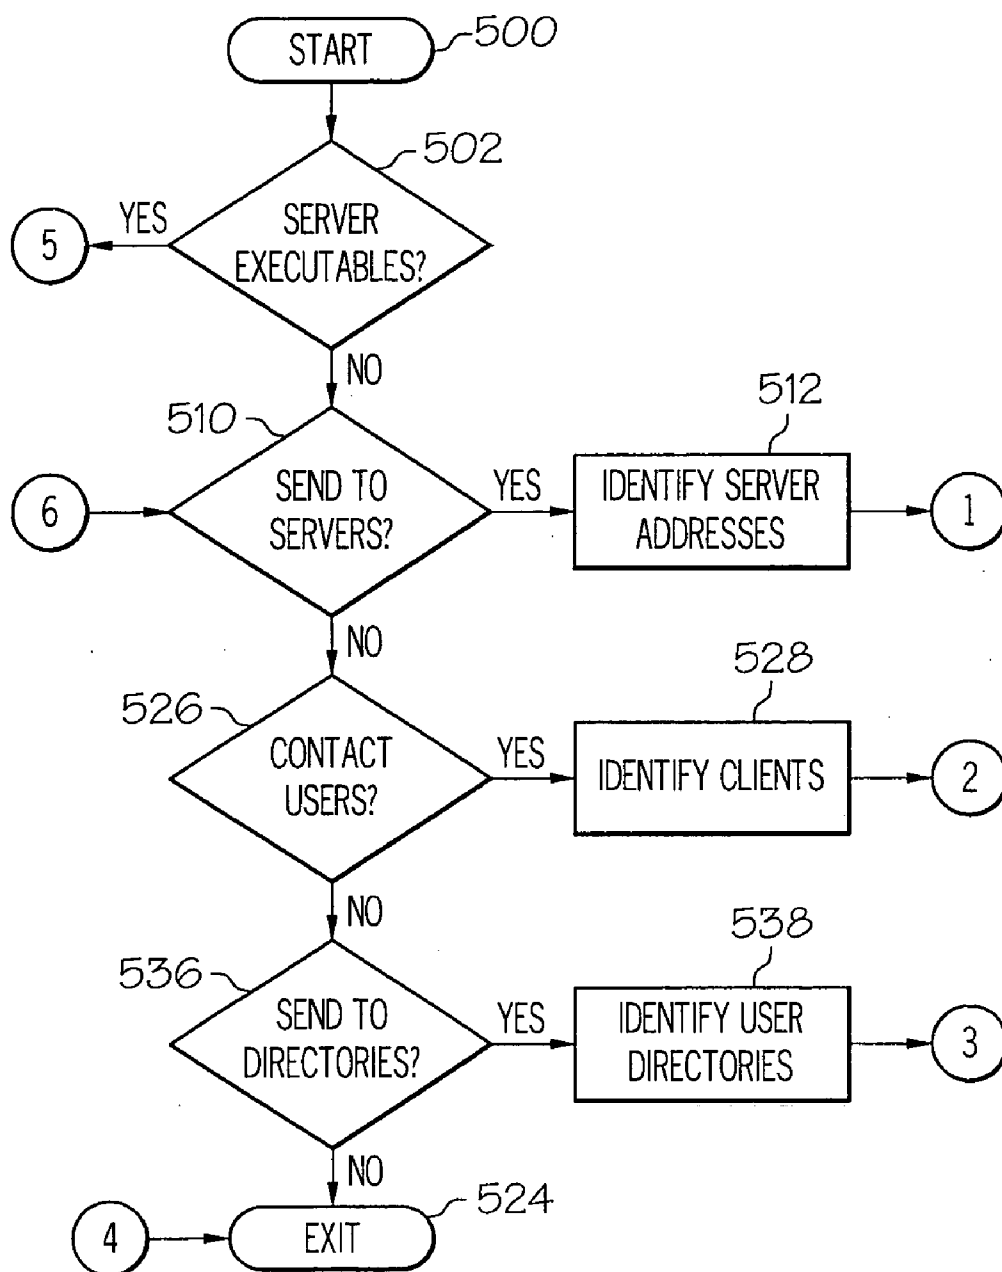 START
500
502
YES
5
SERVER
EXECUTABLES?
NO
510
512
6
SEND TO
SERVERS?
YES
IDENTIFY SERVER
ADDRESSES
1
NO
526
528
CONTACT
USERS?
YES
IDENTIFY CLIENTS
2
NO
536
538
SEND TO
DIRECTORIES?
YES
IDENTIFY USER
DIRECTORIES
3
NO
524
4
EXIT